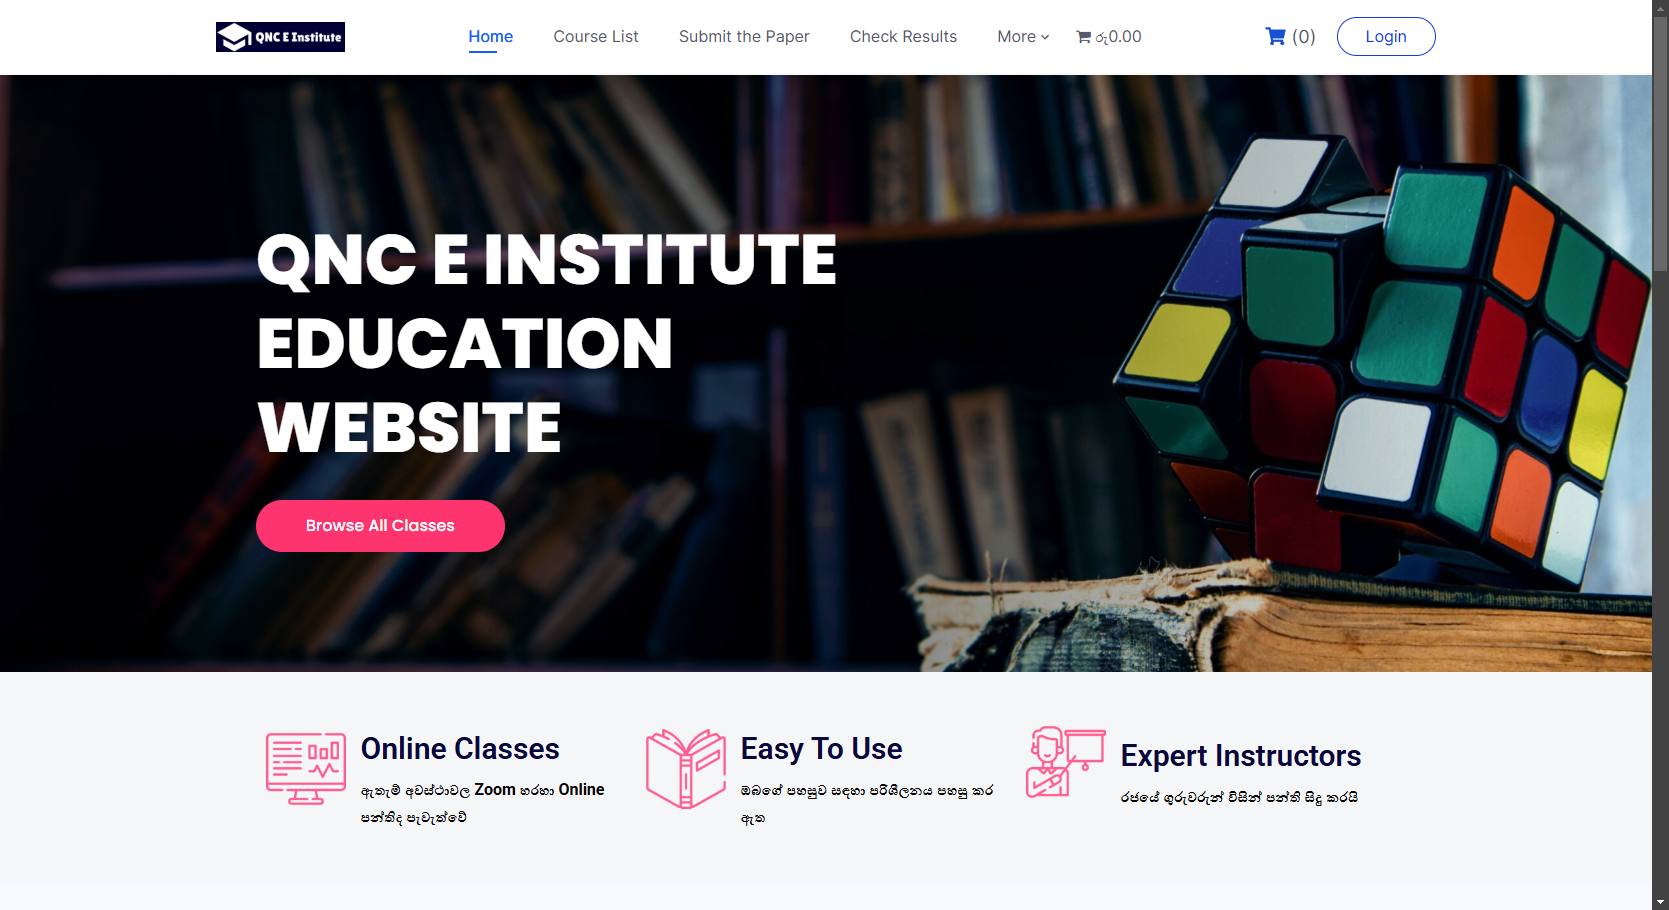 QNC E Institute
Home
Course List
Submit the Paper
Check Results
More
රු0.00
(0)
Login
QNC E INSTITUTE
EDUCATION
WEBSITE
Browse All Classes
Online Classes
ඇතැම් අවස්ථාවල Zoom හරහා Online
පන්තිද පැවැත්වේ
Easy To Use
ඔබගේ පහසුව සඳහා පරිශීලනය පහසු කර
ඇත
Expert Instructors
රජයේ ගුරුවරුන් විසින් පන්ති සිදු කරයි